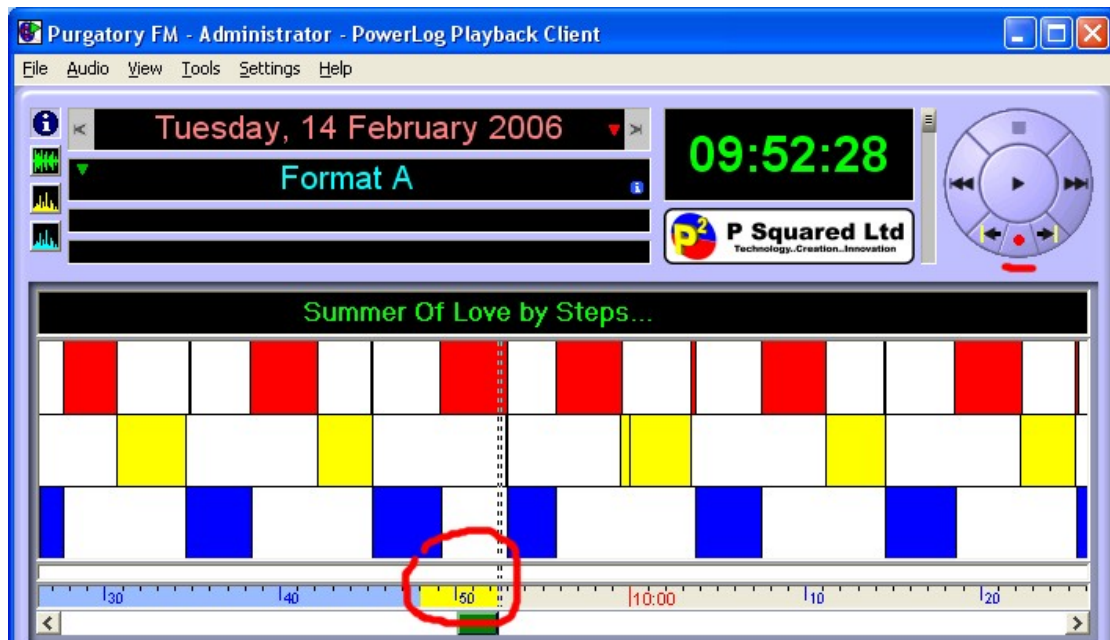 Purgatory FM - Administrator - PowerLog Playback Client
File Audio View Tools Settings Help
Tuesday, 14 February 2006
09:52:28
Format A
P² P Squared Ltd
Technology..Creation..Innovation
Summer Of Love by Steps...
30 40 50 10:00 10 20